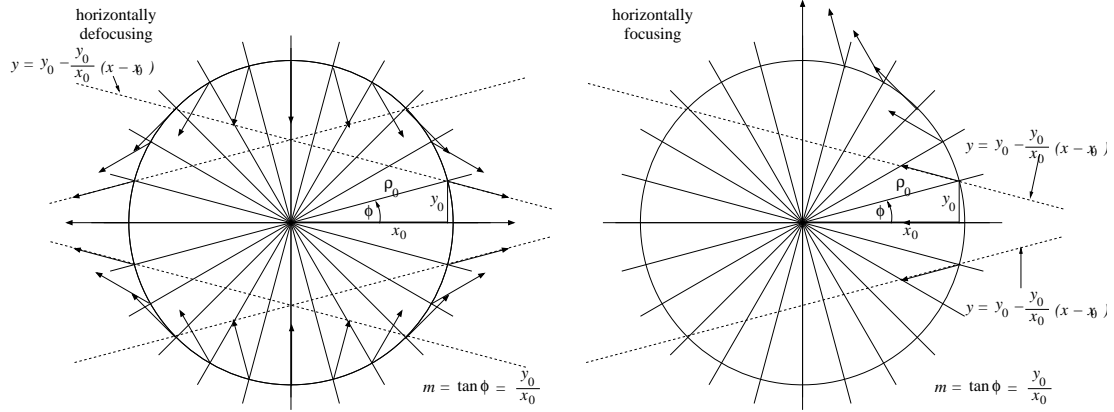 horizontally
defocusing
y = y₀ − y₀/x₀ (x − x₀)
ρ₀
y₀
ϕ
x₀
m = tan ϕ = y₀/x₀
horizontally
focusing
y = y₀ − y₀/x₀ (x − x₀)
ρ₀
y₀
ϕ
x₀
y = y₀ − y₀/x₀ (x − x₀)
m = tan ϕ = y₀/x₀